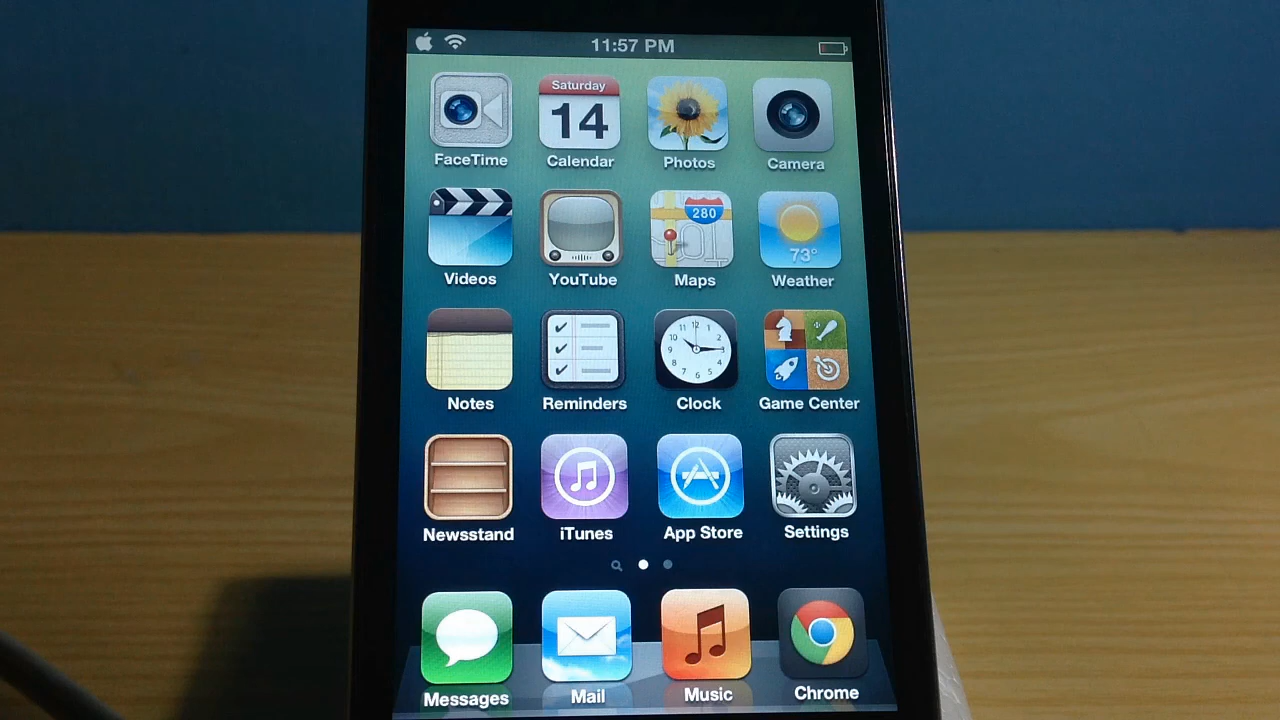 11:57 PM
Saturday
14
FaceTime Calendar Photos Camera
280
73°
Videos YouTube Maps Weather
Notes Reminders Clock Game Center
Newsstand iTunes App Store Settings
Messages Mail Music Chrome